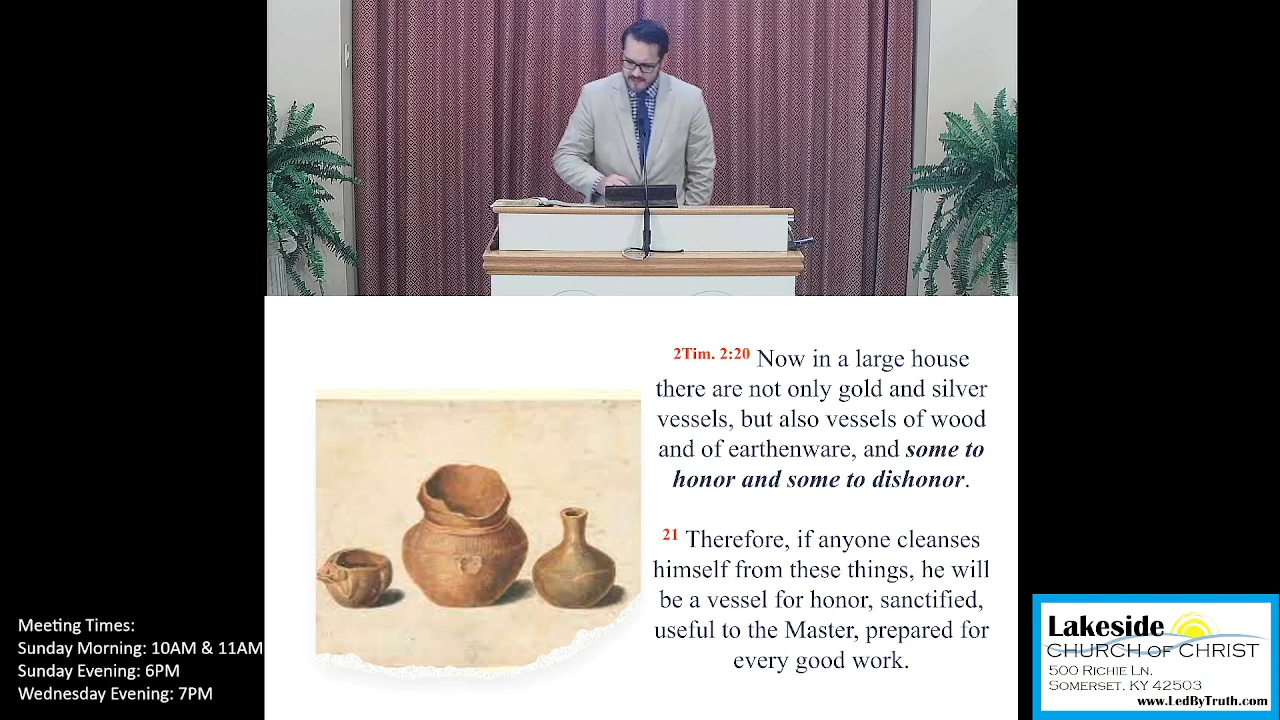 2Tim. 2:20 Now in a large house
there are not only gold and silver
vessels, but also vessels of wood
and of earthenware, and some to
honor and some to dishonor.
21 Therefore, if anyone cleanses
himself from these things, he will
be a vessel for honor, sanctified,
useful to the Master, prepared for
every good work.
Meeting Times:
Sunday Morning: 10AM & 11AM
Sunday Evening: 6PM
Wednesday Evening: 7PM
Lakeside
CHURCH OF CHRIST
500 RICHIE LN.
SOMERSET, KY 42503
www.LedByTruth.com